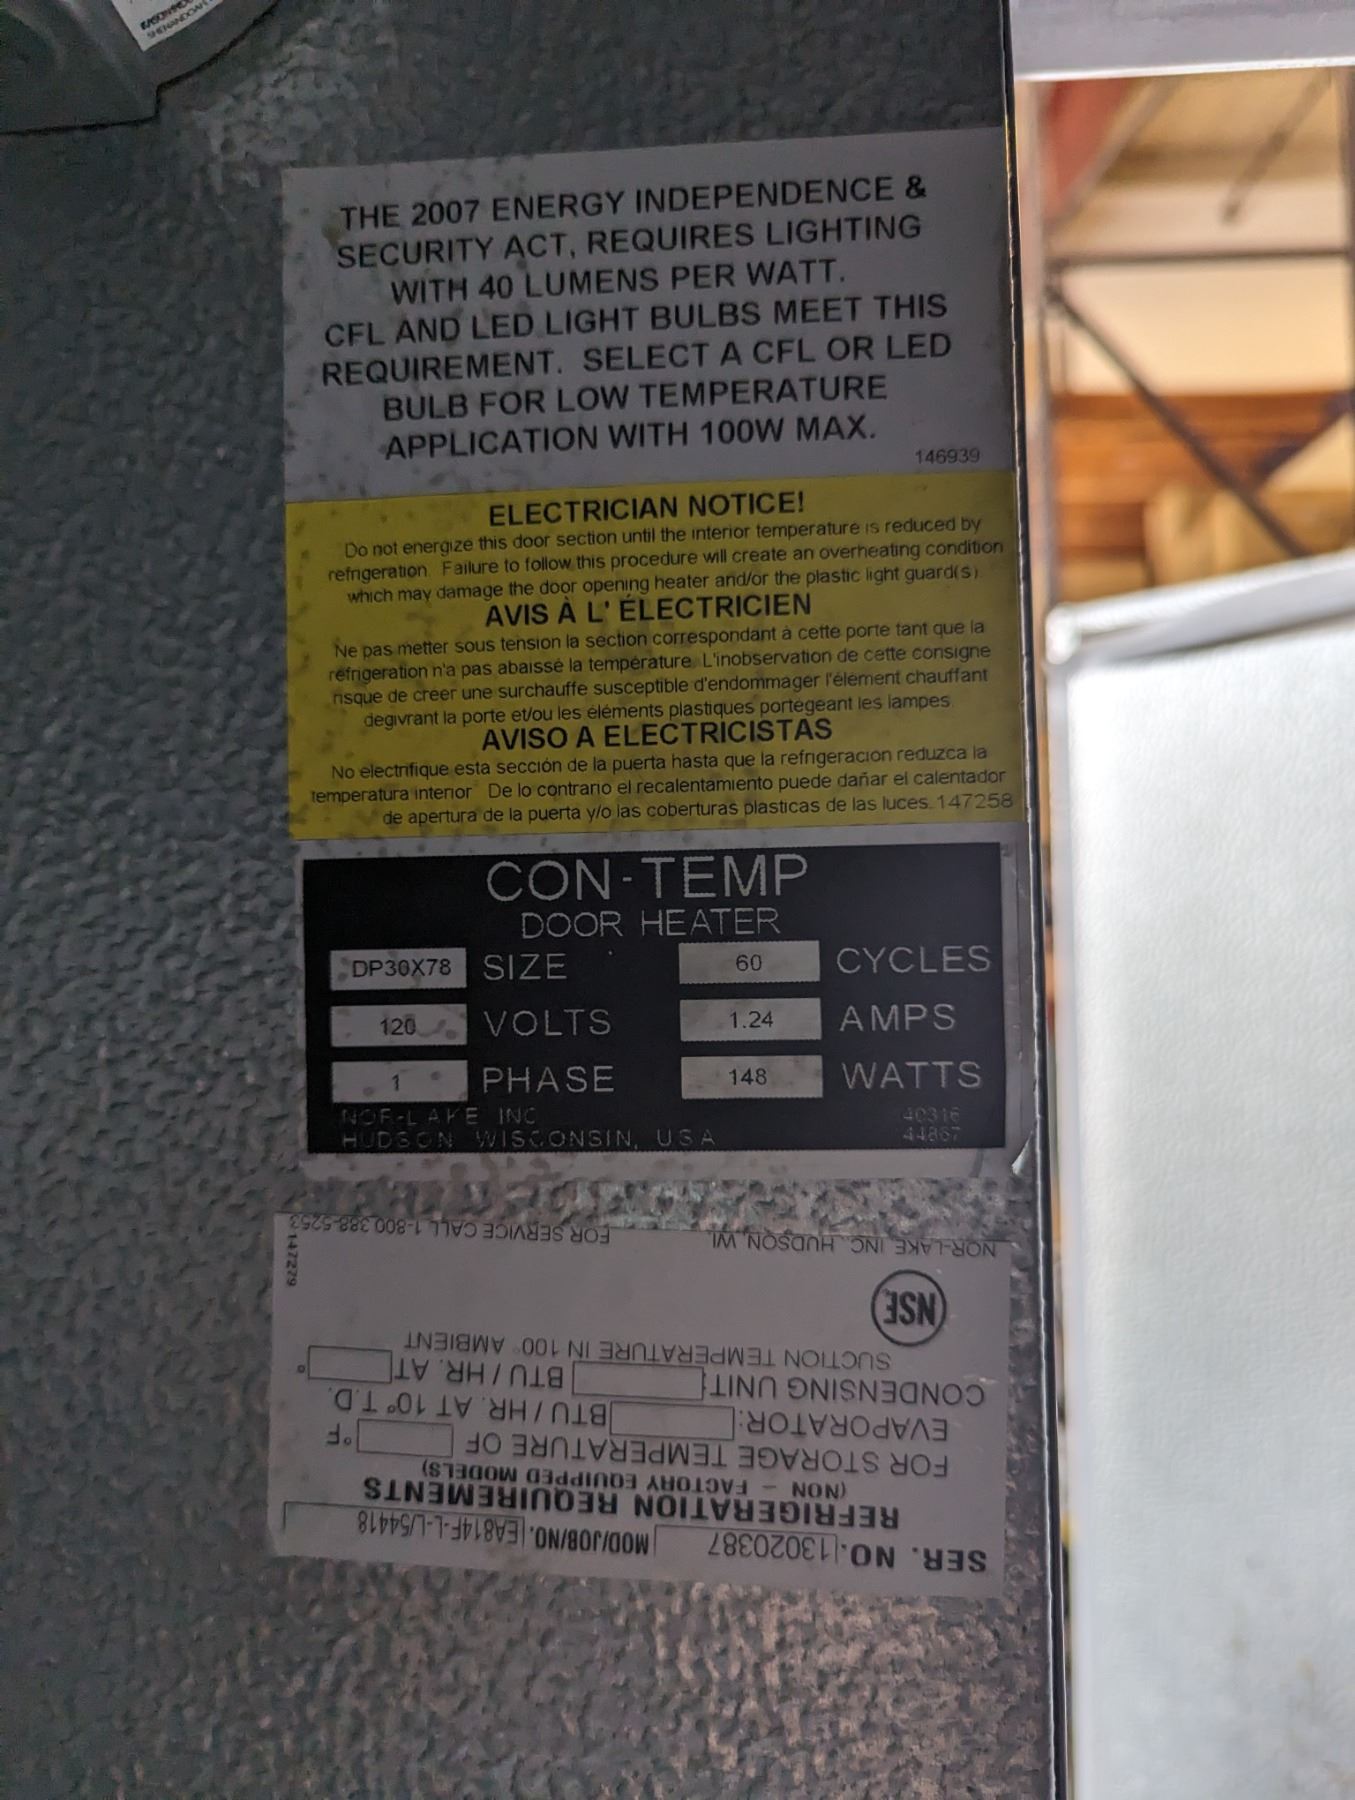 THE 2007 ENERGY INDEPENDENCE &
SECURITY ACT, REQUIRES LIGHTING
WITH 40 LUMENS PER WATT.
CFL AND LED LIGHT BULBS MEET THIS
REQUIREMENT. SELECT A CFL OR LED
BULB FOR LOW TEMPERATURE
APPLICATION WITH 100W MAX.
146939
ELECTRICIAN NOTICE!
Do not energize this door section until the interior temperature is reduced by
refrigeration. Failure to follow this procedure will create an overheating condition
which may damage the door opening heater and/or the plastic light guard(s)
AVIS À L' ÉLECTRICIEN
Ne pas metter sous tension la section correspondant à cette porte tant que la
réfrigeration n'a pas abaissé la température. L'inobservation de cette consigne
risque de créer une surchauffe susceptible d'endommager l'élément chauffant
degivrant la porte et/ou les éléments plastiques portégeant les lampes.
AVISO A ELECTRICISTAS
No electrifique esta sección de la puerta hasta que la refrigeracion reduzca la
temperatura interior De lo contrario el recalentamiento puede dañar el calentador
de apertura de la puerta y/o las coberturas plasticas de las luces. 147258
CON-TEMP
DOOR HEATER
DP30X78 SIZE 60 CYCLES
120 VOLTS 1.24 AMPS
1 PHASE 148 WATTS
NOR-LAKE INC 40316
HUDSON WISCONSIN, USA 44867
SER. NO. 13020387 MOD/JOB/NO. EA814F-L-L/54418
REFRIGERATION REQUIREMENTS
(NON - FACTORY EQUIPPED MODELS)
FOR STORAGE TEMPERATURE OF °F
EVAPORATOR: BTU / HR. AT 10° T.D.
CONDENSING UNIT: BTU / HR. AT °
SUCTION TEMPERATURE IN 100° AMBIENT
NSF
147279
NOR-LAKE INC. HUDSON, WI FOR SERVICE CALL 1-800 388-5253